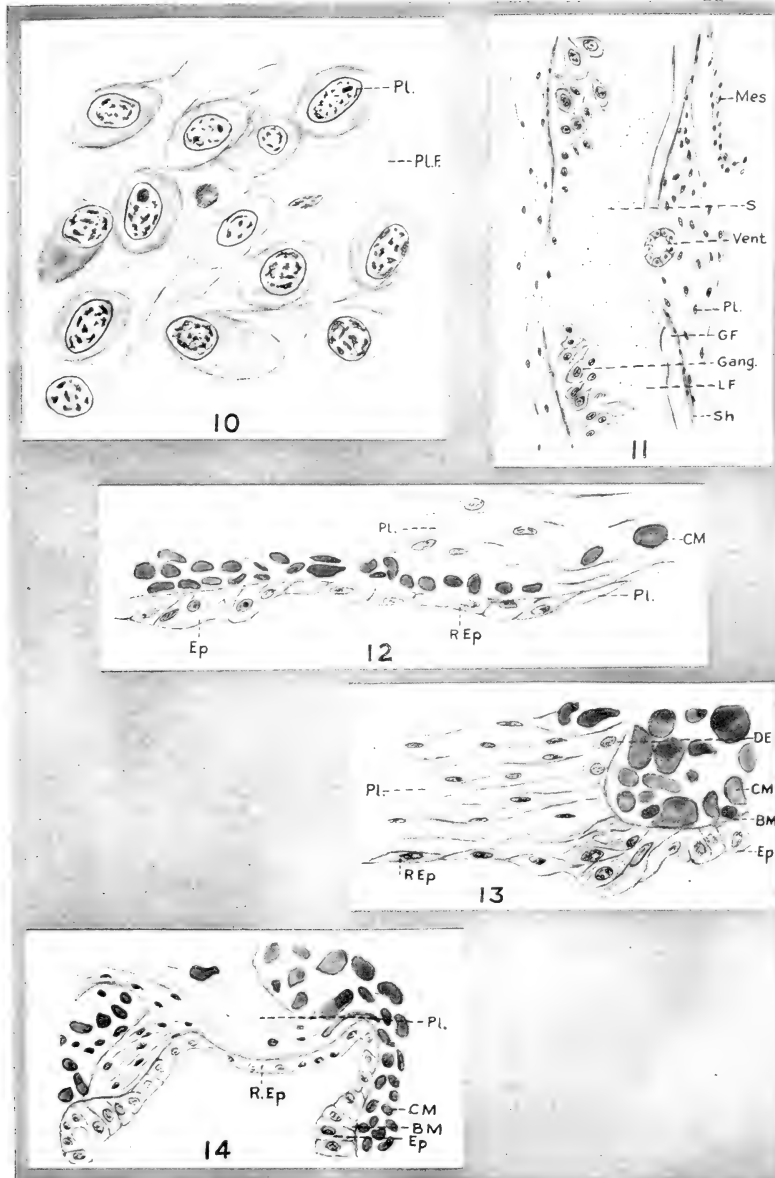 Pl.
Pl.F.
10
Mes
S
Vent
Pl.
GF
Gang.
LF
Sh
11
Pl.
CM
Pl.
Ep
R Ep
12
DE
CM
Pl.
BM
Ep
R Ep
13
Pl.
R.Ep
CM
BM
Ep
14